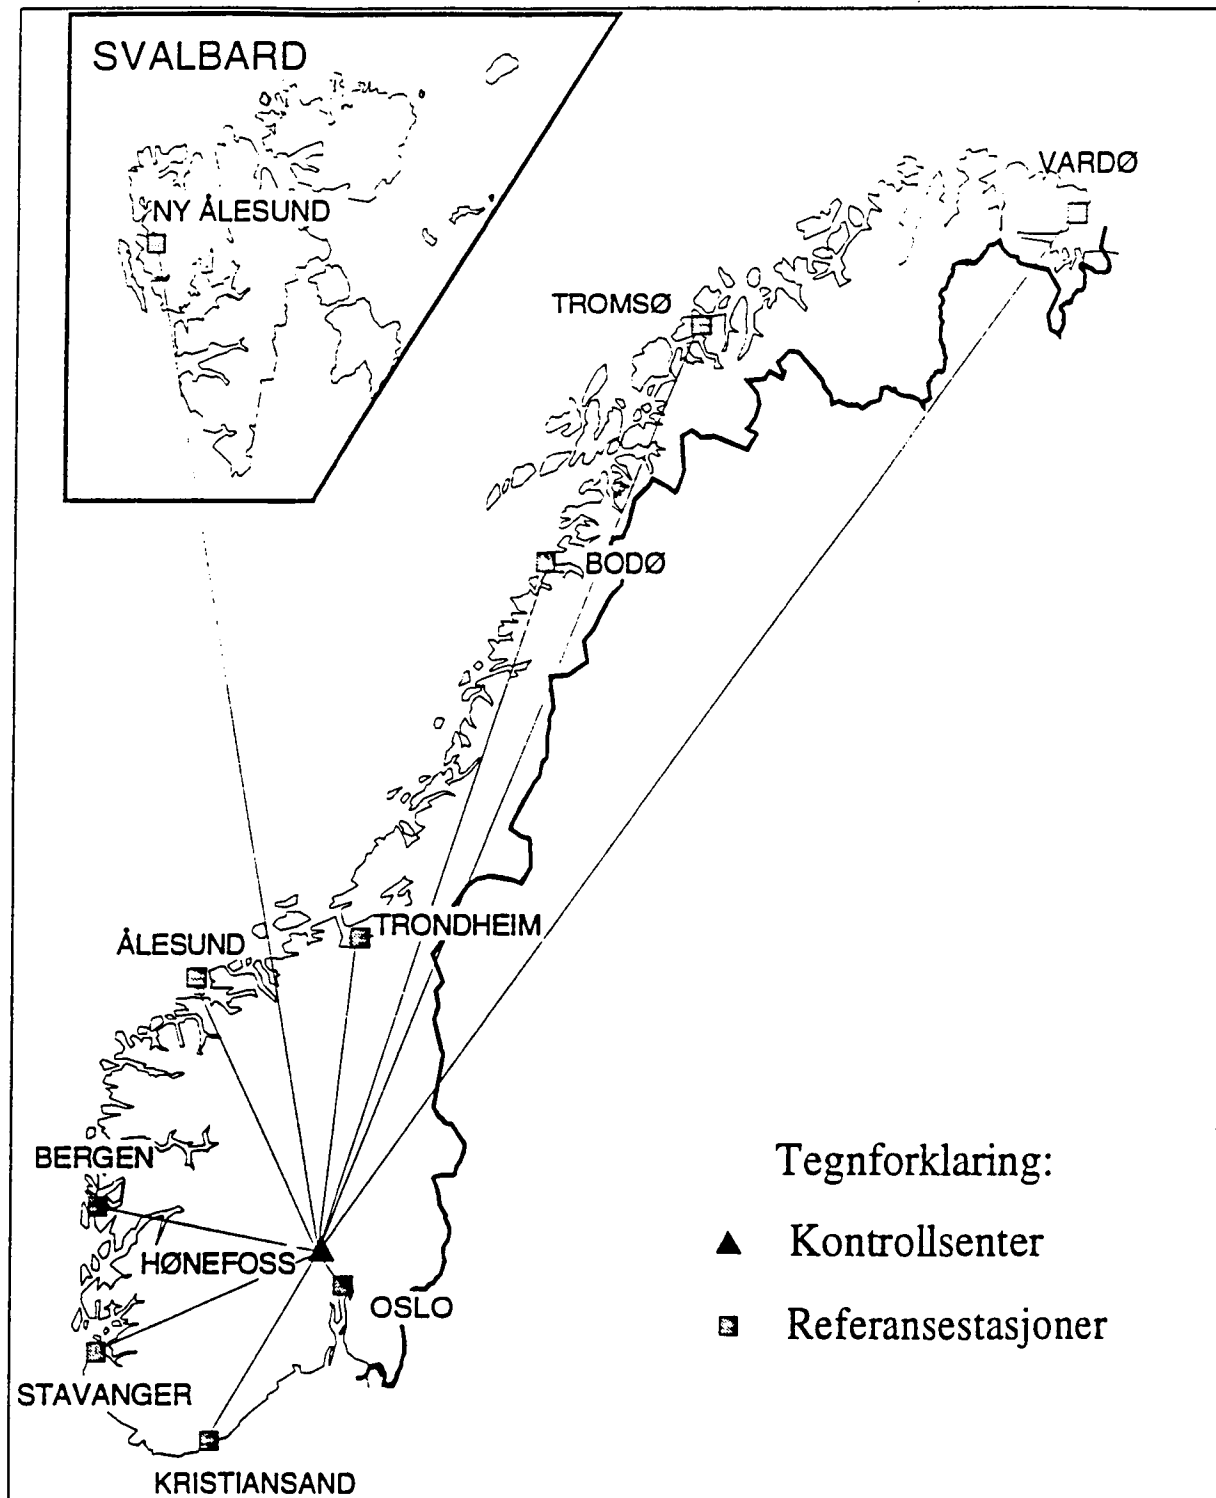 SVALBARD
VARDØ
NY ÅLESUND
TROMSØ
BODØ
TRONDHEIM
ÅLESUND
BERGEN
Tegnforklaring:
Kontrollsenter
HØNEFOSS
OSLO
Referansestasjoner
STAVANGER
KRISTIANSAND